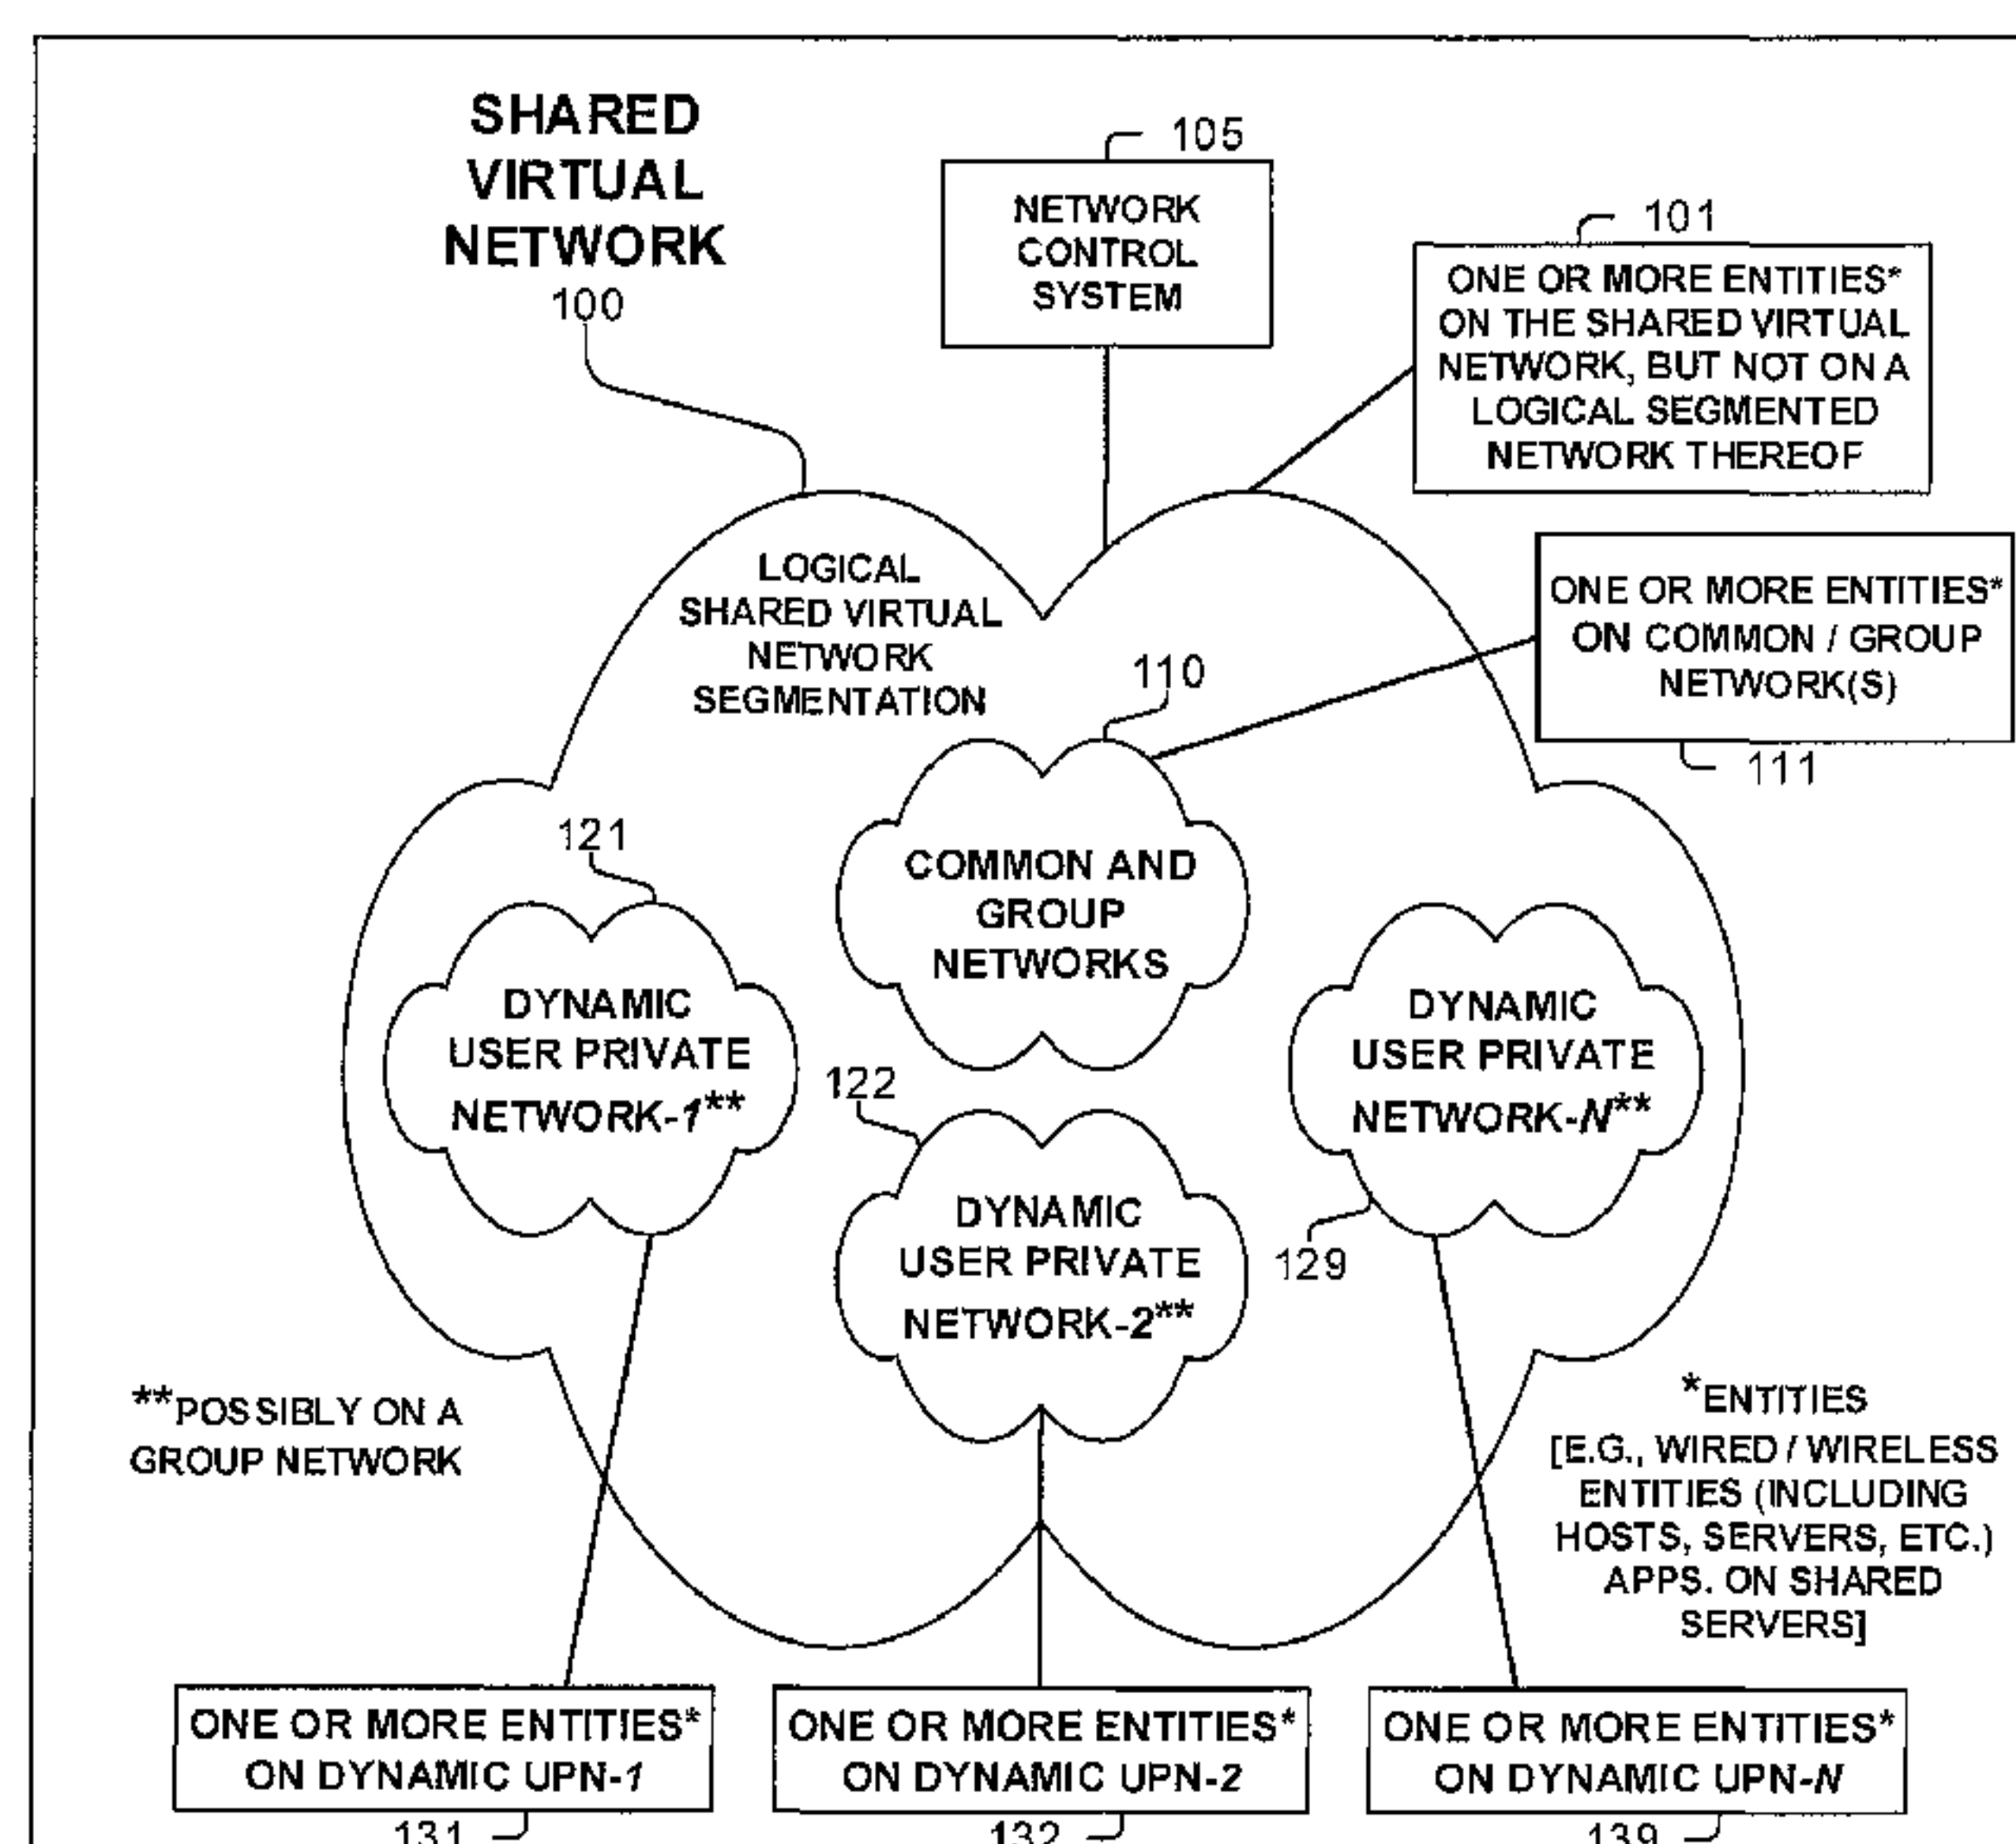 SHARED
VIRTUAL
NETWORK
100
105
NETWORK
CONTROL
SYSTEM
101
ONE OR MORE ENTITIES*
ON THE SHARED VIRTUAL
NETWORK, BUT NOT ON A
LOGICAL SEGMENTED
NETWORK THEREOF
LOGICAL
SHARED VIRTUAL
NETWORK
SEGMENTATION
ONE OR MORE ENTITIES*
ON COMMON / GROUP
NETWORK(S)
111
110
COMMON AND
GROUP
NETWORKS
121
DYNAMIC
USER PRIVATE
NETWORK-1**
122
DYNAMIC
USER PRIVATE
NETWORK-2**
DYNAMIC
USER PRIVATE
NETWORK-N**
129
**POSSIBLY ON A
GROUP NETWORK
*ENTITIES
[E.G., WIRED / WIRELESS
ENTITIES (INCLUDING
HOSTS, SERVERS, ETC.)
APPS. ON SHARED
SERVERS]
ONE OR MORE ENTITIES*
ON DYNAMIC UPN-1
131
ONE OR MORE ENTITIES*
ON DYNAMIC UPN-2
132
ONE OR MORE ENTITIES*
ON DYNAMIC UPN-N
139